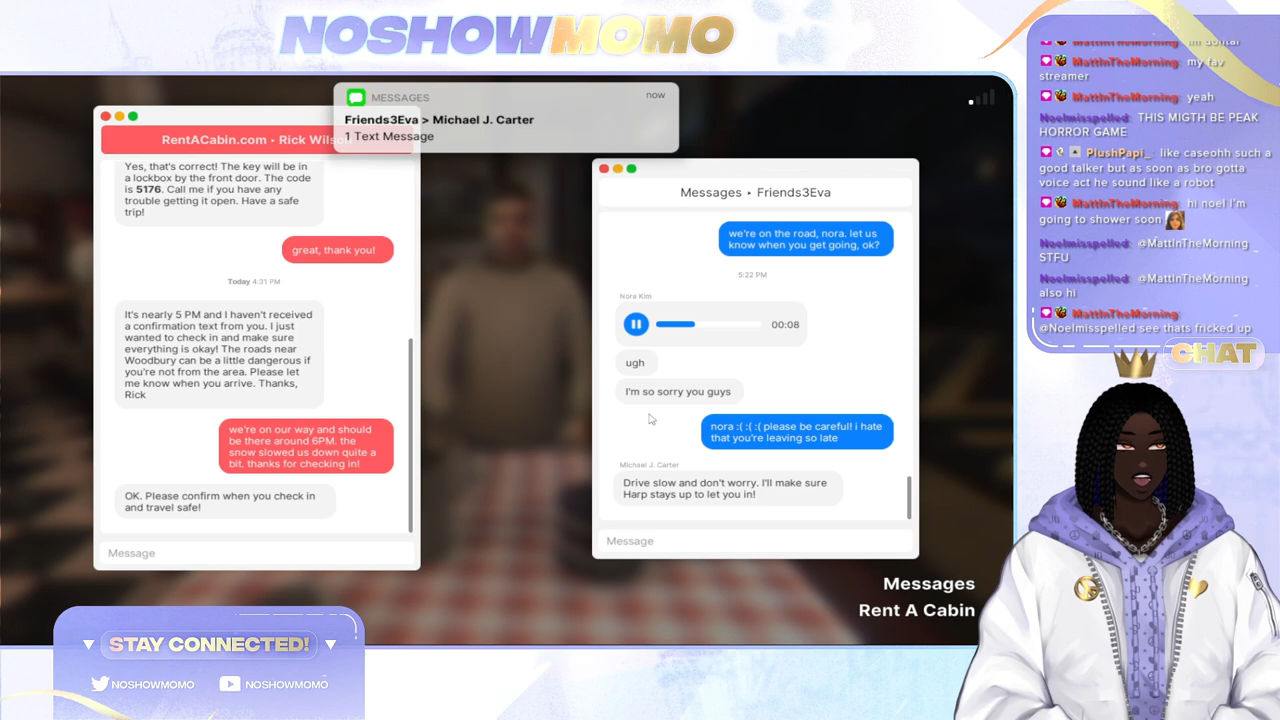 NOSHOWMOMO
MESSAGES
now
Friends3Eva > Michael J. Carter
1 Text Message
RentACabin.com • Rick Wilso
Yes, that's correct! The key will be
in a lockbox by the front door. The code
is 5176. Call me if you have any
trouble getting it open. Have a safe
trip!
great, thank you!
Today 4:31 PM
It's nearly 5 PM and I haven't received
a confirmation text from you. I just
wanted to check in and make sure
everything is okay! The roads near
Woodbury can be a little dangerous if
you're not from the area. Please let
me know when you arrive. Thanks,
Rick
we're on our way and should
be there around 6PM. the
snow slowed us down quite a
bit. thanks for checking in!
OK. Please confirm when you check in
and travel safe!
Message
Messages • Friends3Eva
we're on the road, nora. let us
know when you get going, ok?
5:22 PM
Nora Kim
00:08
ugh
I'm so sorry you guys
nora :( :( :( please be careful! i hate
that you're leaving so late
Michael J. Carter
Drive slow and don't worry. I'll make sure
Harp stays up to let you in!
Message
Messages
Rent A Cabin
MattInTheMorning my fav
streamer
MattInTheMorning yeah
Noelmisspelled THIS MIGTH BE PEAK
HORROR GAME
PlushPapi_: like caseohh such a
good talker but as soon as bro gotta
voice act he sound like a robot
MattInTheMorning hi noel I'm
going to shower soon
Noelmisspelled: @MattInTheMorning
STFU
Noelmisspelled: @MattInTheMorning
also hi
MattInTheMorning:
@Noelmisspelled see thats fricked up
CHAT
STAY CONNECTED!
NOSHOWMOMO
NOSHOWMOMO